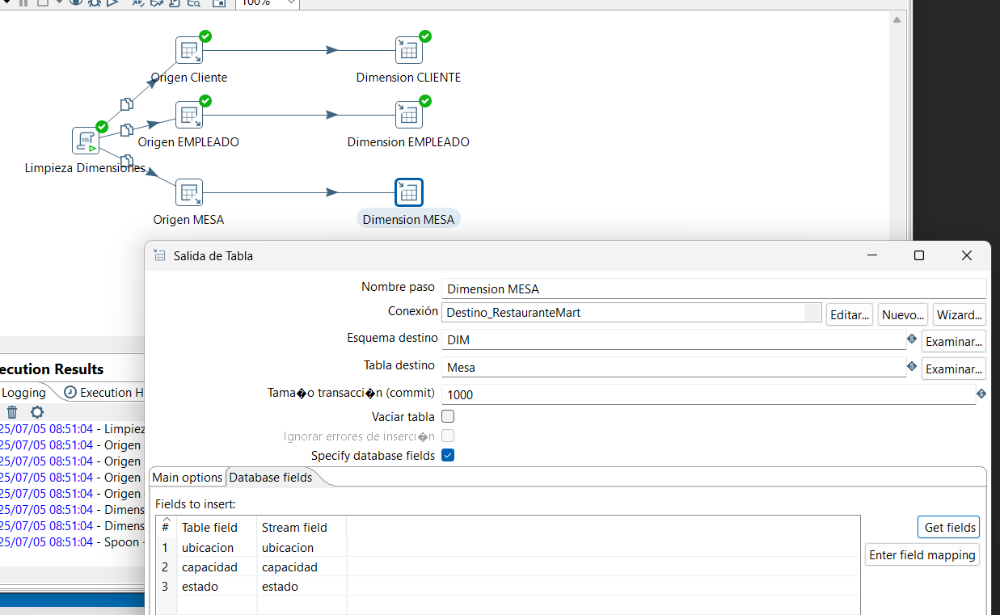 100%
Origen Cliente
Dimension CLIENTE
Origen EMPLEADO
Dimension EMPLEADO
SQL
Limpieza Dimensiones
Origen MESA
Dimension MESA
Salida de Tabla
Nombre paso Dimension MESA
Conexión Destino_RestauranteMart Editar... Nuevo... Wizard...
Esquema destino DIM Examinar...
Tabla destino Mesa Examinar...
Tama�o transacci�n (commit) 1000
Vaciar tabla
Ignorar errores de inserci�n
Specify database fields
Main options Database fields
Fields to insert:
# Table field Stream field
1 ubicacion ubicacion
2 capacidad capacidad
3 estado estado
Get fields
Enter field mapping
ecution Results
Logging Execution H
25/07/05 08:51:04 - Limpiez
25/07/05 08:51:04 - Origen
25/07/05 08:51:04 - Origen
25/07/05 08:51:04 - Origen
25/07/05 08:51:04 - Origen
25/07/05 08:51:04 - Dimens
25/07/05 08:51:04 - Dimens
25/07/05 08:51:04 - Spoon -